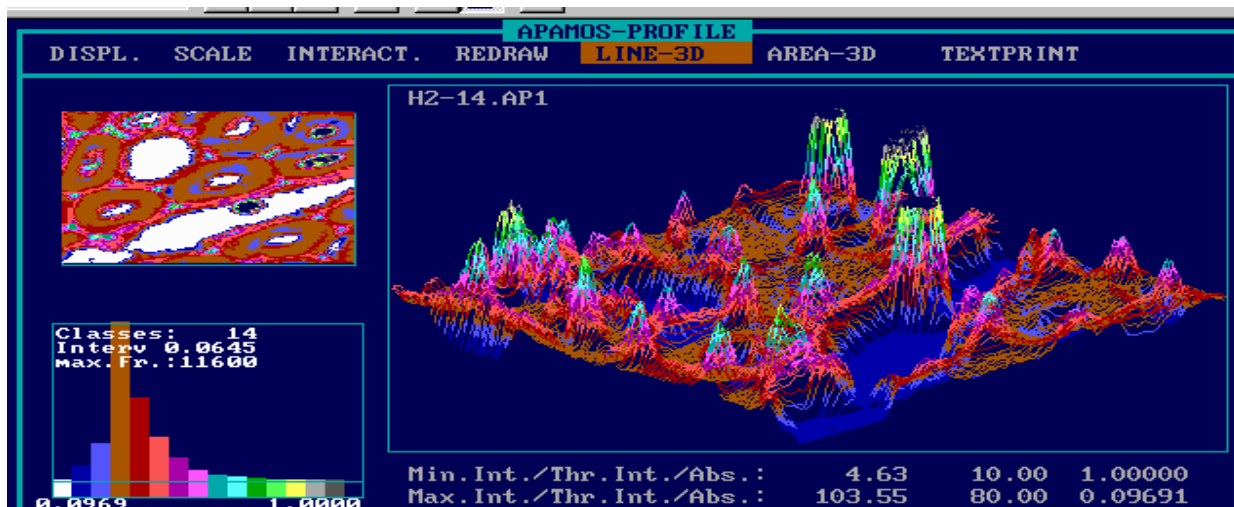 APAMOS-PROFILE
DISPL. SCALE INTERACT. REDRAW LINE-3D AREA-3D TEXTPRINT
H2-14.AP1
Classes: 14
Interv 0.0645
max.Fr.:11600
0.0969 1.0000
Min.Int./Thr.Int./Abs.: 4.63 10.00 1.00000
Max.Int./Thr.Int./Abs.: 103.55 80.00 0.09691